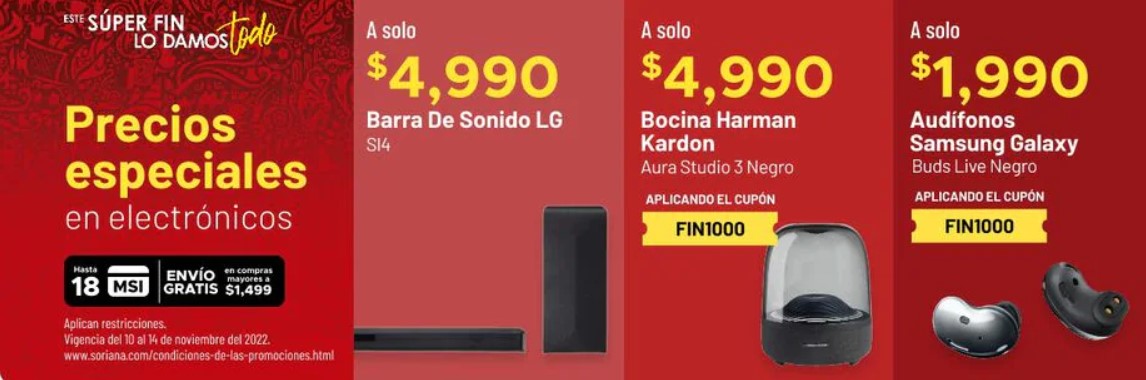 ESTE SÚPER FIN
LO DAMOS todo
Precios
especiales
en electrónicos
Hasta
18 MSI
ENVÍO
GRATIS
en compras
mayores a
$1,499
Aplican restricciones.
Vigencia del 10 al 14 de noviembre del 2022.
www.soriana.com/condiciones-de-las-promociones.html
A solo
$4,990
Barra De Sonido LG
Sl4
A solo
$4,990
Bocina Harman
Kardon
Aura Studio 3 Negro
APLICANDO EL CUPÓN
FIN1000
A solo
$1,990
Audífonos
Samsung Galaxy
Buds Live Negro
APLICANDO EL CUPÓN
FIN1000